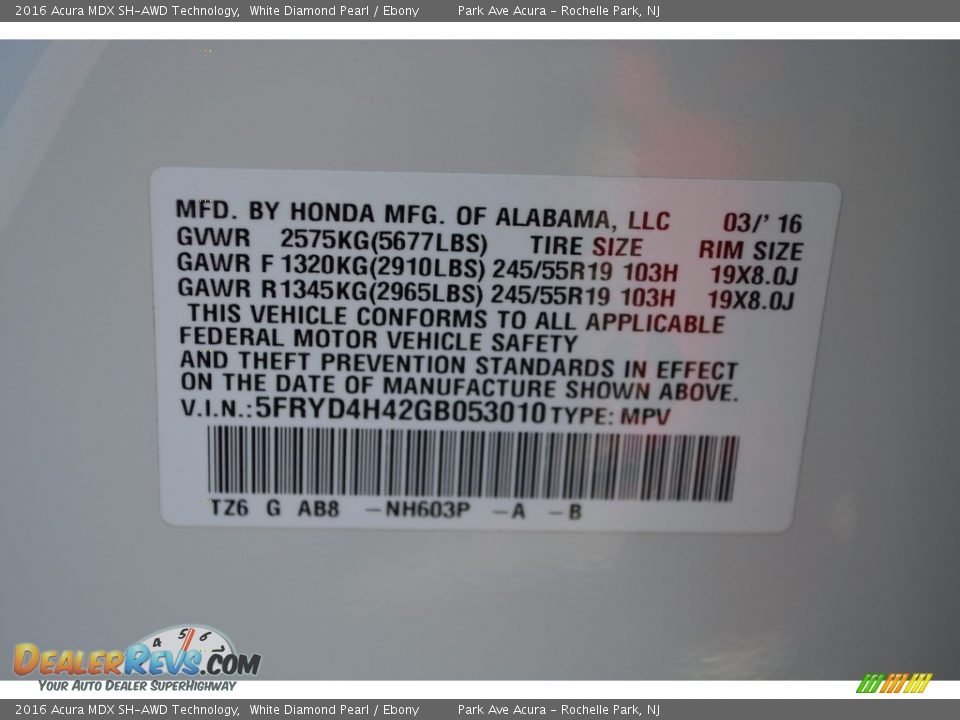 2016 Acura MDX SH-AWD Technology,  White Diamond Pearl / Ebony  Park Ave Acura - Rochelle Park, NJ
MFD. BY HONDA MFG. OF ALABAMA, LLC  03/' 16
GVWR  2575KG(5677LBS)  TIRE SIZE  RIM SIZE
GAWR F 1320KG(2910LBS) 245/55R19 103H  19X8.0J
GAWR R1345KG(2965LBS) 245/55R19 103H  19X8.0J
THIS VEHICLE CONFORMS TO ALL APPLICABLE
FEDERAL MOTOR VEHICLE SAFETY
AND THEFT PREVENTION STANDARDS IN EFFECT
ON THE DATE OF MANUFACTURE SHOWN ABOVE.
V.I.N.:5FRYD4H42GB053010 TYPE: MPV
TZ6  G  AB8  -NH603P  -A  -B
4 5 6 7
DEALERREVS.COM
YOUR AUTO DEALER SUPERHIGHWAY
2016 Acura MDX SH-AWD Technology,  White Diamond Pearl / Ebony  Park Ave Acura - Rochelle Park, NJ